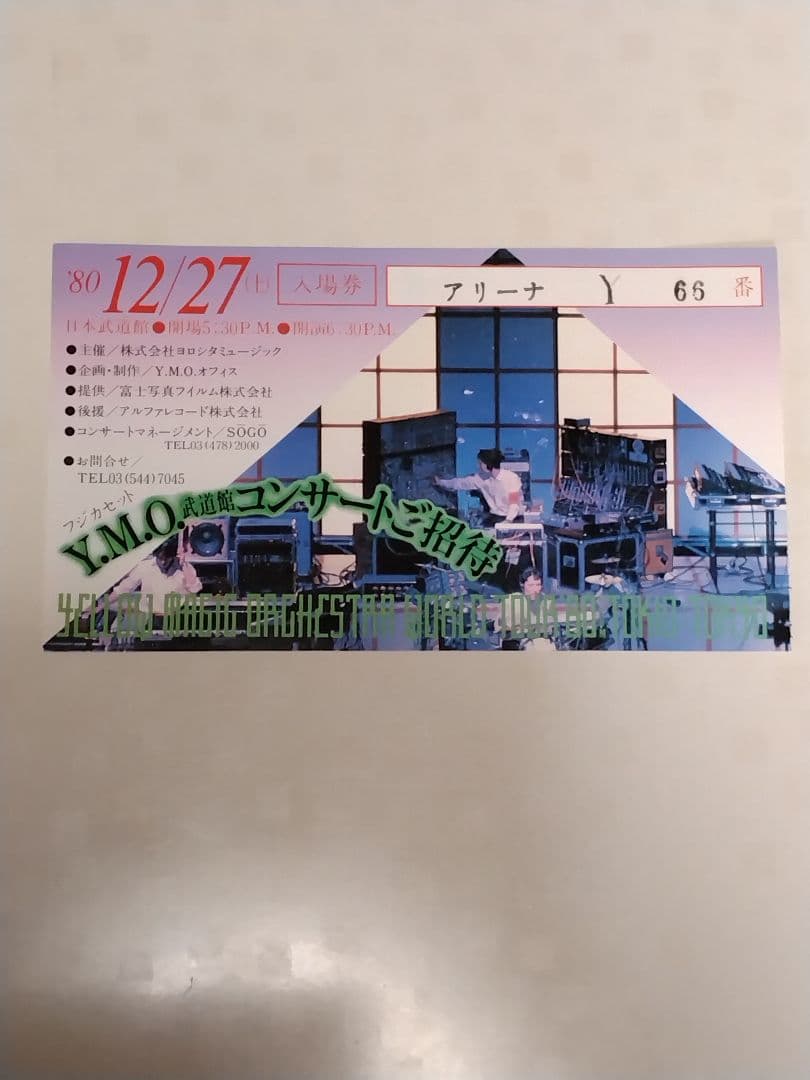 '80 12/27(土) 入場券 アリーナ Y 66 番
日本武道館●開場5:30P.M.●開演6:30P.M.
●主催/株式会社ヨロシタミュージック
●企画・制作/Y.M.O.オフィス
●提供/富士写真フイルム株式会社
●後援/アルファレコード株式会社
●コンサートマネージメント/SOGO
TEL03(478)2000
●お問合せ/
TEL03(544)7045
フジカセット
Y.M.O.武道館コンサートご招待
YELLOW MAGIC ORCHESTRA WORLD TOUR '80. TOKIO TOKYO